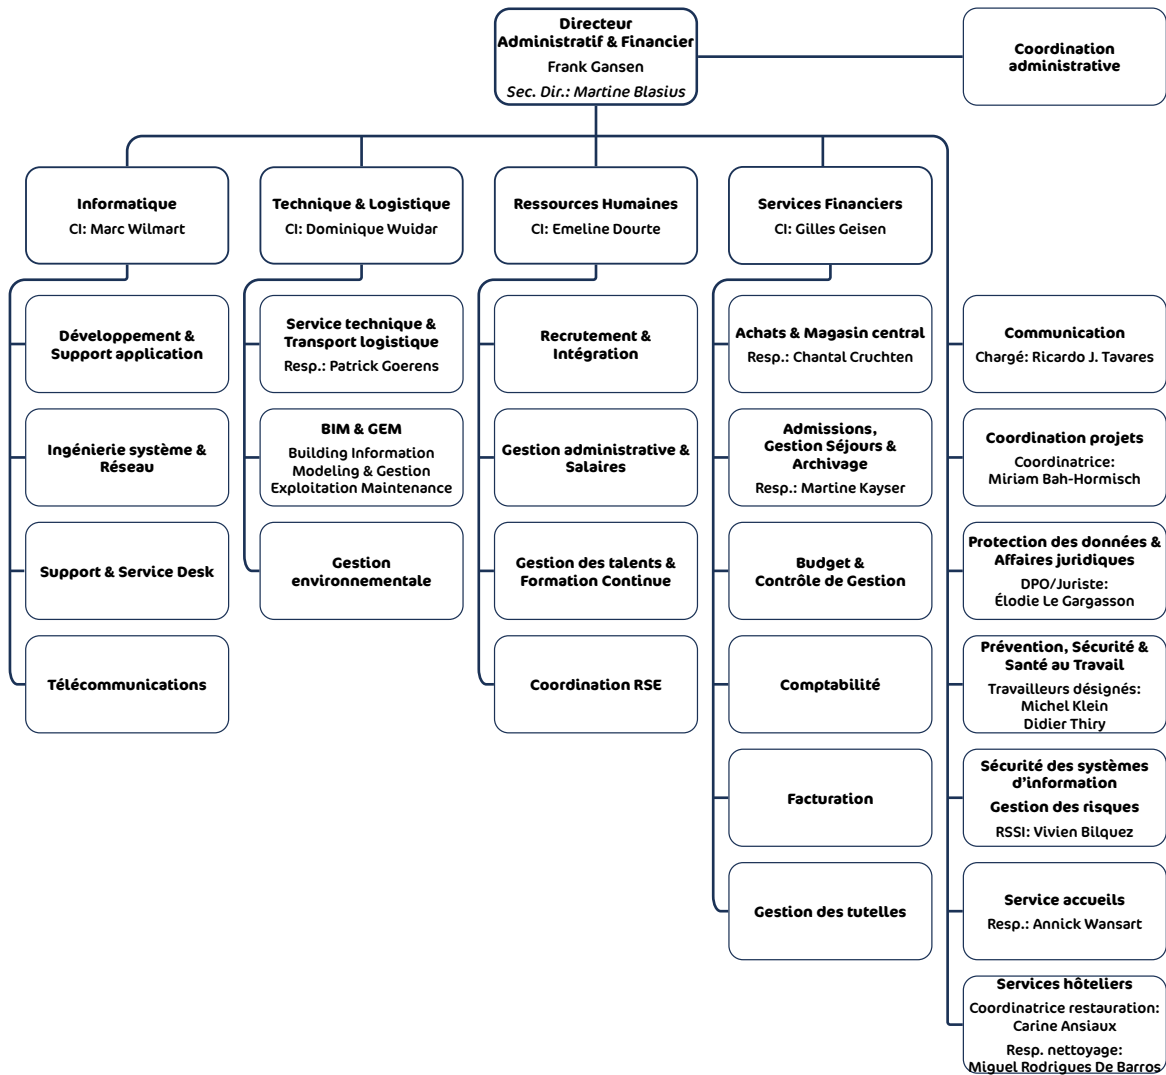 Directeur
Administratif & Financier
Frank Gansen
Sec. Dir.: Martine Blasius
Coordination
administrative
Informatique
CI: Marc Wilmart
Technique & Logistique
CI: Dominique Wuidar
Ressources Humaines
CI: Emeline Dourte
Services Financiers
CI: Gilles Geisen
Développement &
Support application
Ingénierie système &
Réseau
Support & Service Desk
Télécommunications
Service technique &
Transport logistique
Resp.: Patrick Goerens
BIM & GEM
Building Information
Modeling & Gestion
Exploitation Maintenance
Gestion
environnementale
Recrutement &
Intégration
Gestion administrative &
Salaires
Gestion des talents &
Formation Continue
Coordination RSE
Achats & Magasin central
Resp.: Chantal Cruchten
Admissions,
Gestion Séjours &
Archivage
Resp.: Martine Kayser
Budget &
Contrôle de Gestion
Comptabilité
Facturation
Gestion des tutelles
Communication
Chargé: Ricardo J. Tavares
Coordination projets
Coordinatrice:
Miriam Bah-Hormisch
Protection des données &
Affaires juridiques
DPO/Juriste:
Élodie Le Gargasson
Prévention, Sécurité &
Santé au Travail
Travailleurs désignés:
Michel Klein
Didier Thiry
Sécurité des systèmes
d’information
Gestion des risques
RSSI: Vivien Bilquez
Service accueils
Resp.: Annick Wansart
Services hôteliers
Coordinatrice restauration:
Carine Ansiaux
Resp. nettoyage:
Miguel Rodrigues De Barros